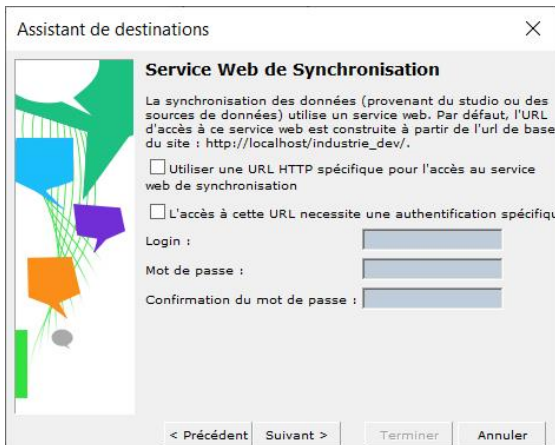 Assistant de destinations
Service Web de Synchronisation
La synchronisation des données (provenant du studio ou des
sources de données) utilise un service web. Par défaut, l'URL
d'accès à ce service web est construite à partir de l'url de base
du site : http://localhost/industrie_dev/.
Utiliser une URL HTTP spécifique pour l'accès au service
web de synchronisation
L'accès à cette URL necessite une authentification spécifiqu
Login :
Mot de passe :
Confirmation du mot de passe :
< Précédent Suivant > Terminer Annuler